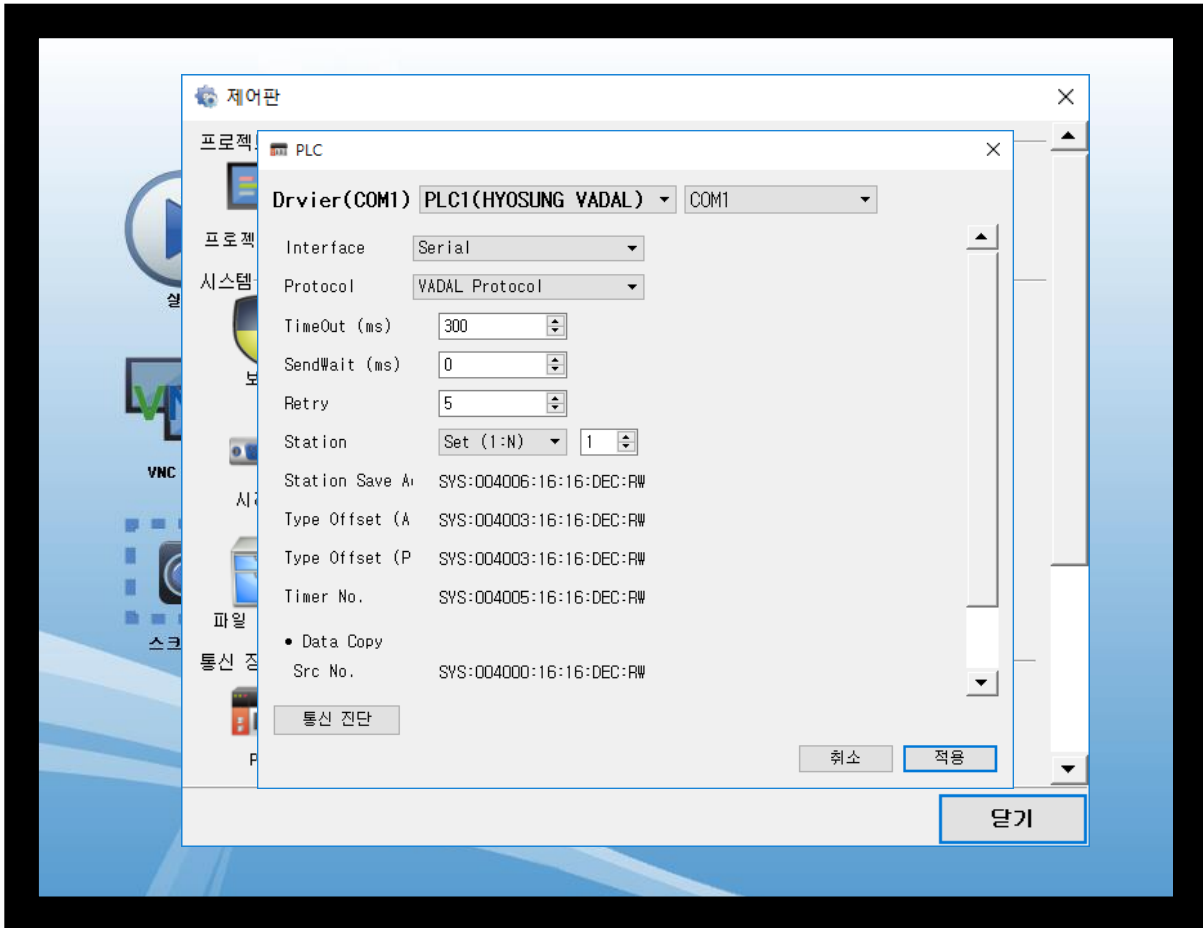 제어판
프로젝
PLC
Drvier(COM1) PLC1(HYOSUNG VADAL) COM1
프로젝
Interface Serial
시스템
Protocol VADAL Protocol
TimeOut (ms) 300
SendWait (ms) 0
Retry 5
Station Set (1:N) 1
VNC
Station Save SYS:004006:16:16:DEC:RW
Type Offset (A SYS:004003:16:16:DEC:RW
Type Offset (P SYS:004003:16:16:DEC:RW
Timer No. SYS:004005:16:16:DEC:RW
파일
스크
• Data Copy
통신
Src No. SYS:004000:16:16:DEC:RW
통신 진단
P
취소 적용
닫기